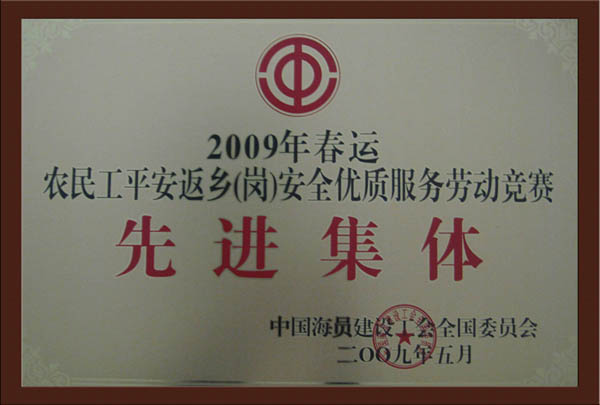 2009年春运
农民工平安返乡(岗)安全优质服务劳动竞赛
先进集体
中国海员建设工会全国委员会
二〇〇九年五月